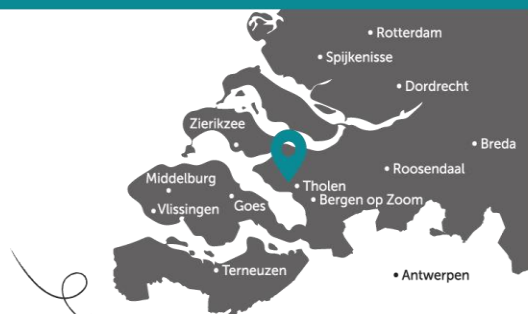 Rotterdam
Spijkenisse
Dordrecht
Zierikzee
Breda
Roosendaal
Middelburg
Tholen
Goes
Bergen op Zoom
Vlissingen
Terneuzen
Antwerpen